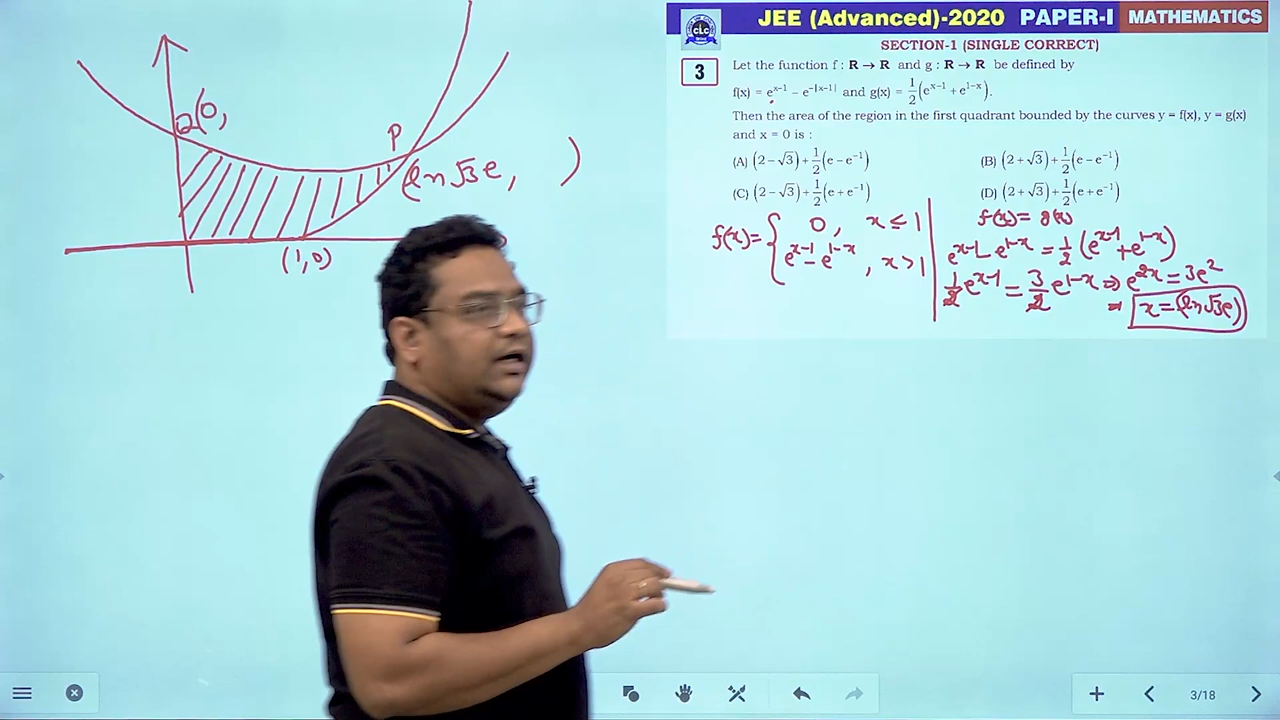 JEE (Advanced)-2020 PAPER-I MATHEMATICS
CLC
SECTION-1 (SINGLE CORRECT)
3 Let the function f : R → R and g : R → R be defined by
f(x) = e^{x-1} − e^{-|x-1|} and g(x) = 1/2(e^{x-1} + e^{1-x}).
Then the area of the region in the first quadrant bounded by the curves y = f(x), y = g(x)
and x = 0 is :
(A) (2−√3)+1/2(e−e^{-1}) (B) (2+√3)+1/2(e−e^{-1})
(C) (2−√3)+1/2(e+e^{-1}) (D) (2+√3)+1/2(e+e^{-1})
f(x)= { 0, x ≤ 1
e^{x-1}−e^{1-x}, x > 1
f(x) = g(x)
e^{x-1}−e^{1-x} = 1/2(e^{x-1}+e^{1-x})
1/2 e^{x-1} = 3/2 e^{1-x} ⇒ e^{2x} = 3e^2
⇒ x = ln √3e
(0,
P
(ln √3e, )
(1,0)
3/18